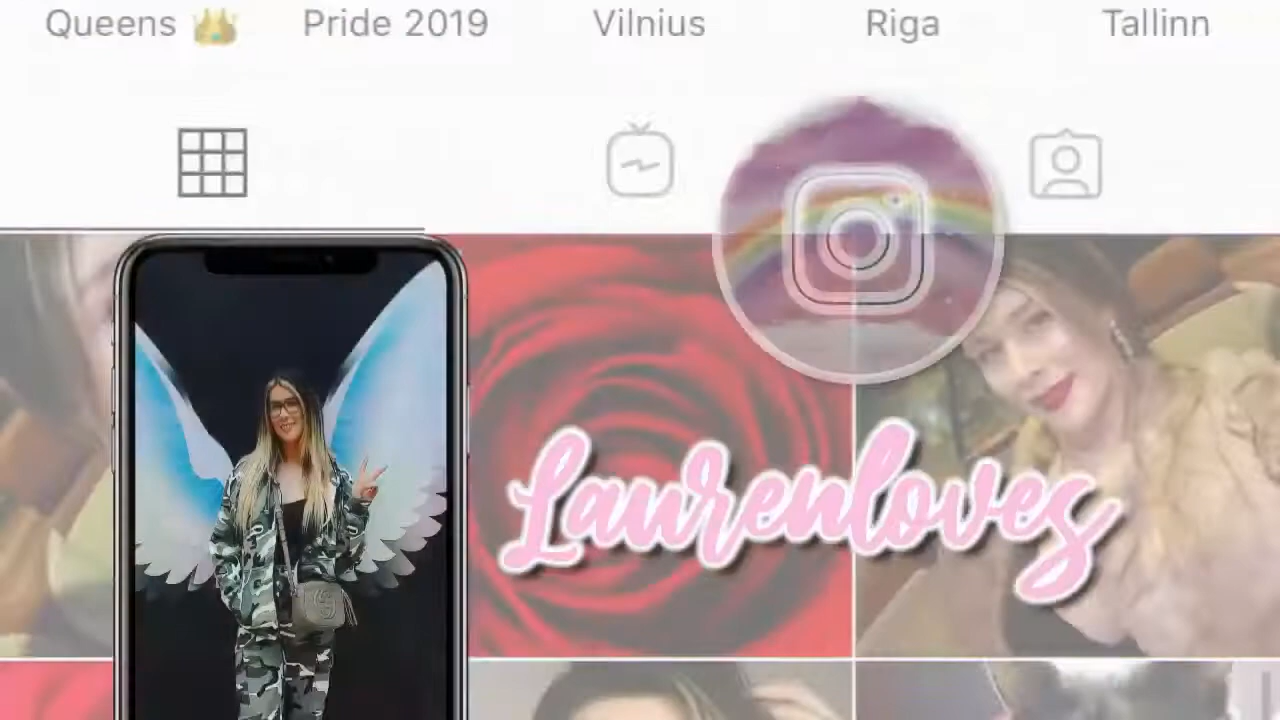 Queens 👑
Pride 2019
Vilnius
Riga
Tallinn
Laurenloves